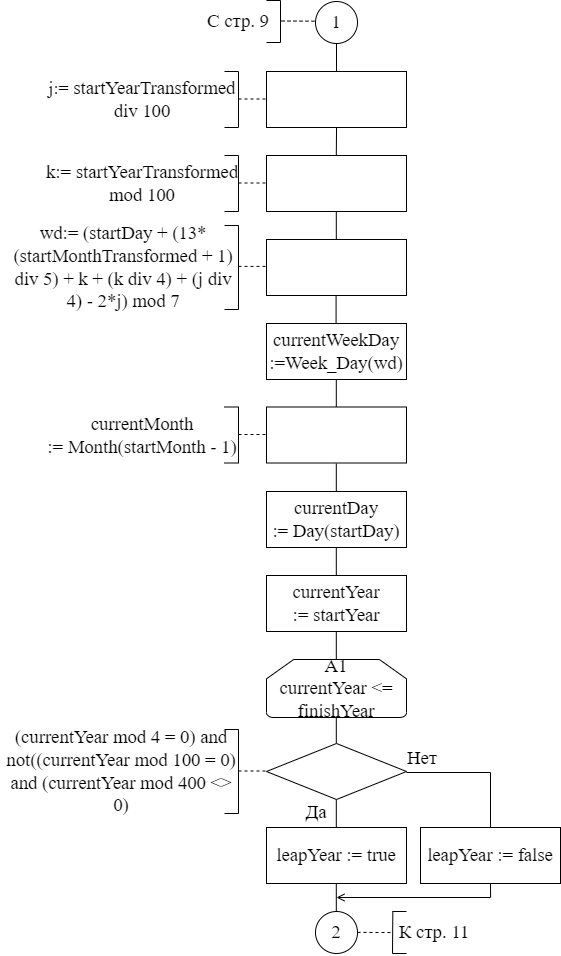 С стр. 9
1
j:= startYearTransformed
div 100
k:= startYearTransformed
mod 100
wd:= (startDay + (13*
(startMonthTransformed + 1)
div 5) + k + (k div 4) + (j div
4) - 2*j) mod 7
currentWeekDay
:=Week_Day(wd)
currentMonth
:= Month(startMonth - 1)
currentDay
:= Day(startDay)
currentYear
:= startYear
A1
currentYear <=
finishYear
(currentYear mod 4 = 0) and
not((currentYear mod 100 = 0)
and (currentYear mod 400 <>
0)
Нет
Да
leapYear := true
leapYear := false
2
К стр. 11